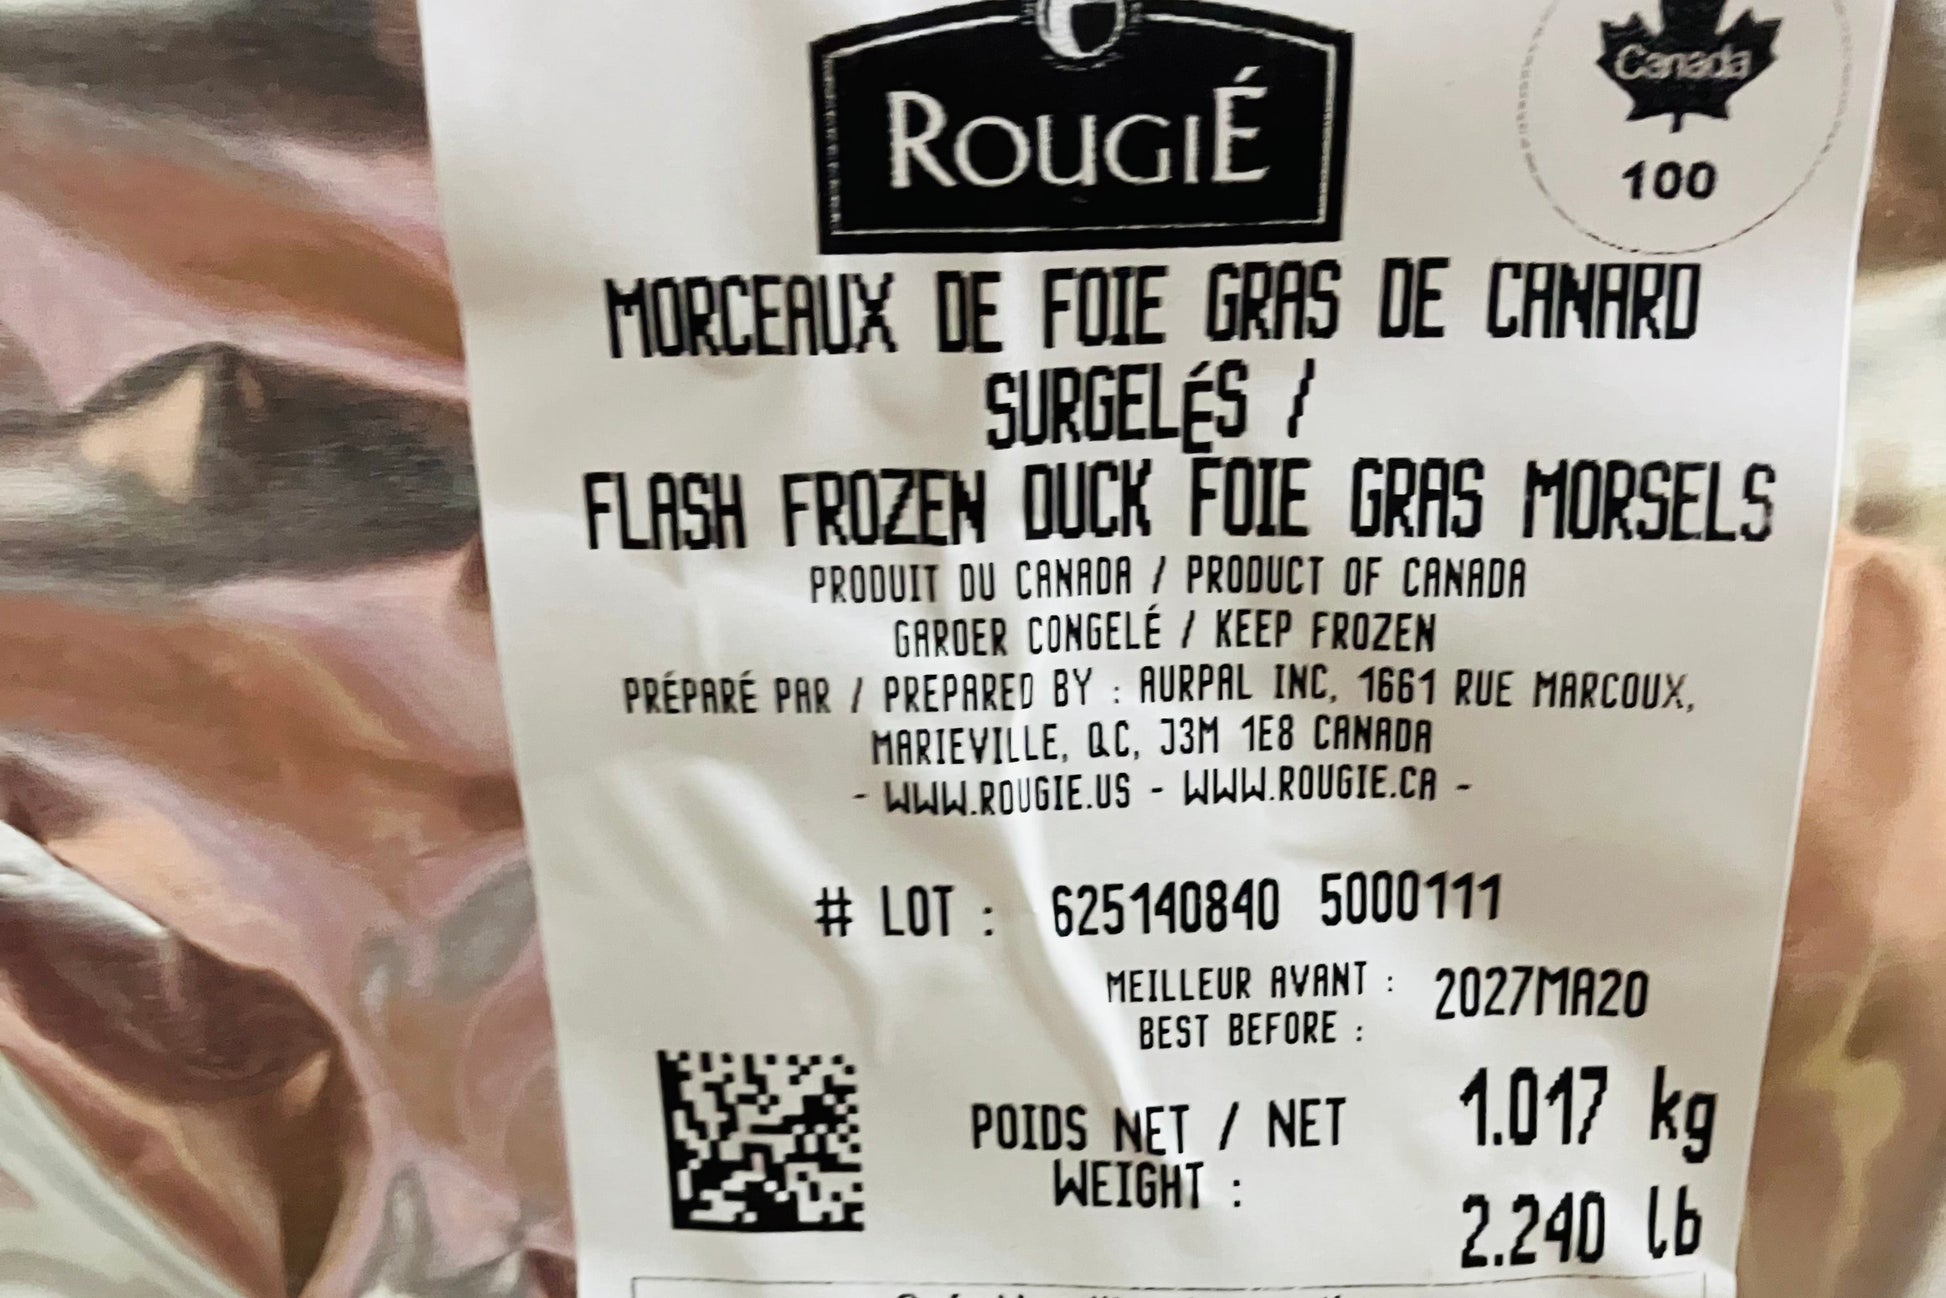 ROUGIÉ
Canada
100
MORCEAUX DE FOIE GRAS DE CANARD
SURGELÉS /
FLASH FROZEN DUCK FOIE GRAS MORSELS
PRODUIT DU CANADA / PRODUCT OF CANADA
GARDER CONGELÉ / KEEP FROZEN
PRÉPARÉ PAR / PREPARED BY : AURPAL INC, 1661 RUE MARCOUX,
MARIEVILLE, QC, J3M 1E8 CANADA
- WWW.ROUGIE.US - WWW.ROUGIE.CA -
# LOT : 625140840 5000111
MEILLEUR AVANT : 2027MA20
BEST BEFORE :
POIDS NET / NET 1.017 kg
WEIGHT : 2.240 lb